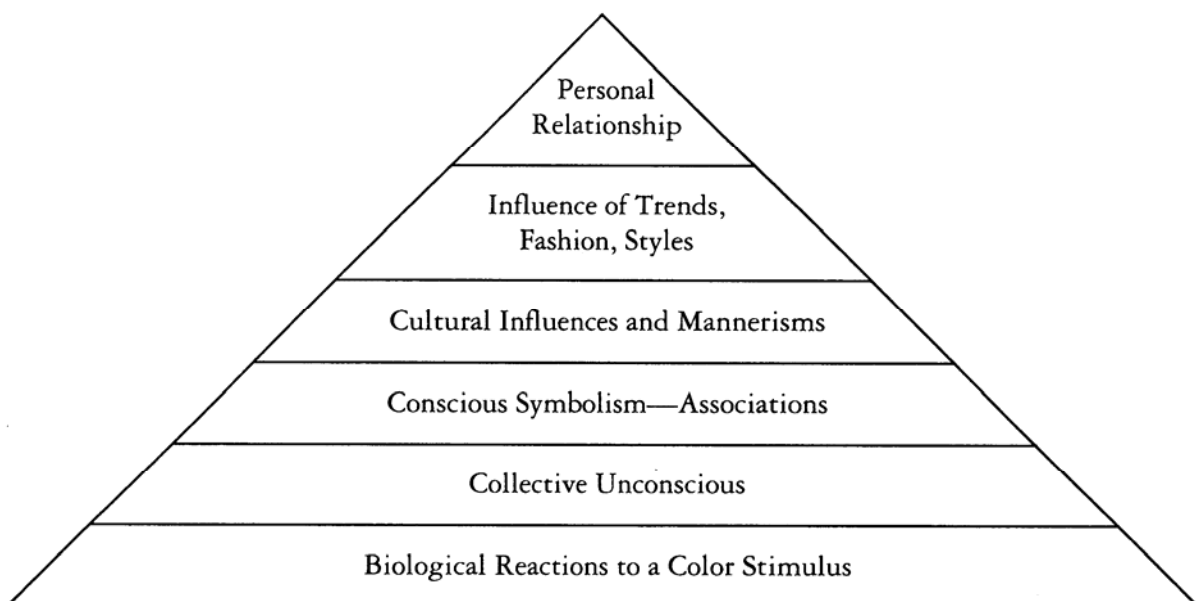 Personal
Relationship
Influence of Trends,
Fashion, Styles
Cultural Influences and Mannerisms
Conscious Symbolism—Associations
Collective Unconscious
Biological Reactions to a Color Stimulus